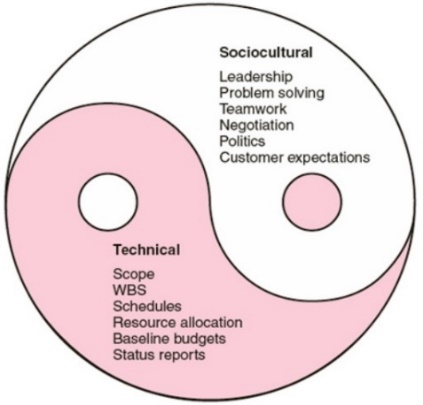 Sociocultural
Leadership
Problem solving
Teamwork
Negotiation
Politics
Customer expectations
Technical
Scope
WBS
Schedules
Resource allocation
Baseline budgets
Status reports